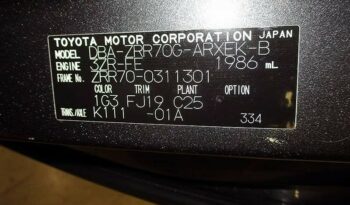 TOYOTA MOTOR CORPORATION JAPAN
MODEL DBA-ZRR70G-ARXEK-B
ENGINE 3ZR-FE 1986 mL
FRAME No. ZRR70-0311301
COLOR TRIM PLANT OPTION
1G3 FJ19 C25
TRANS./AXLE K111 -01A 334